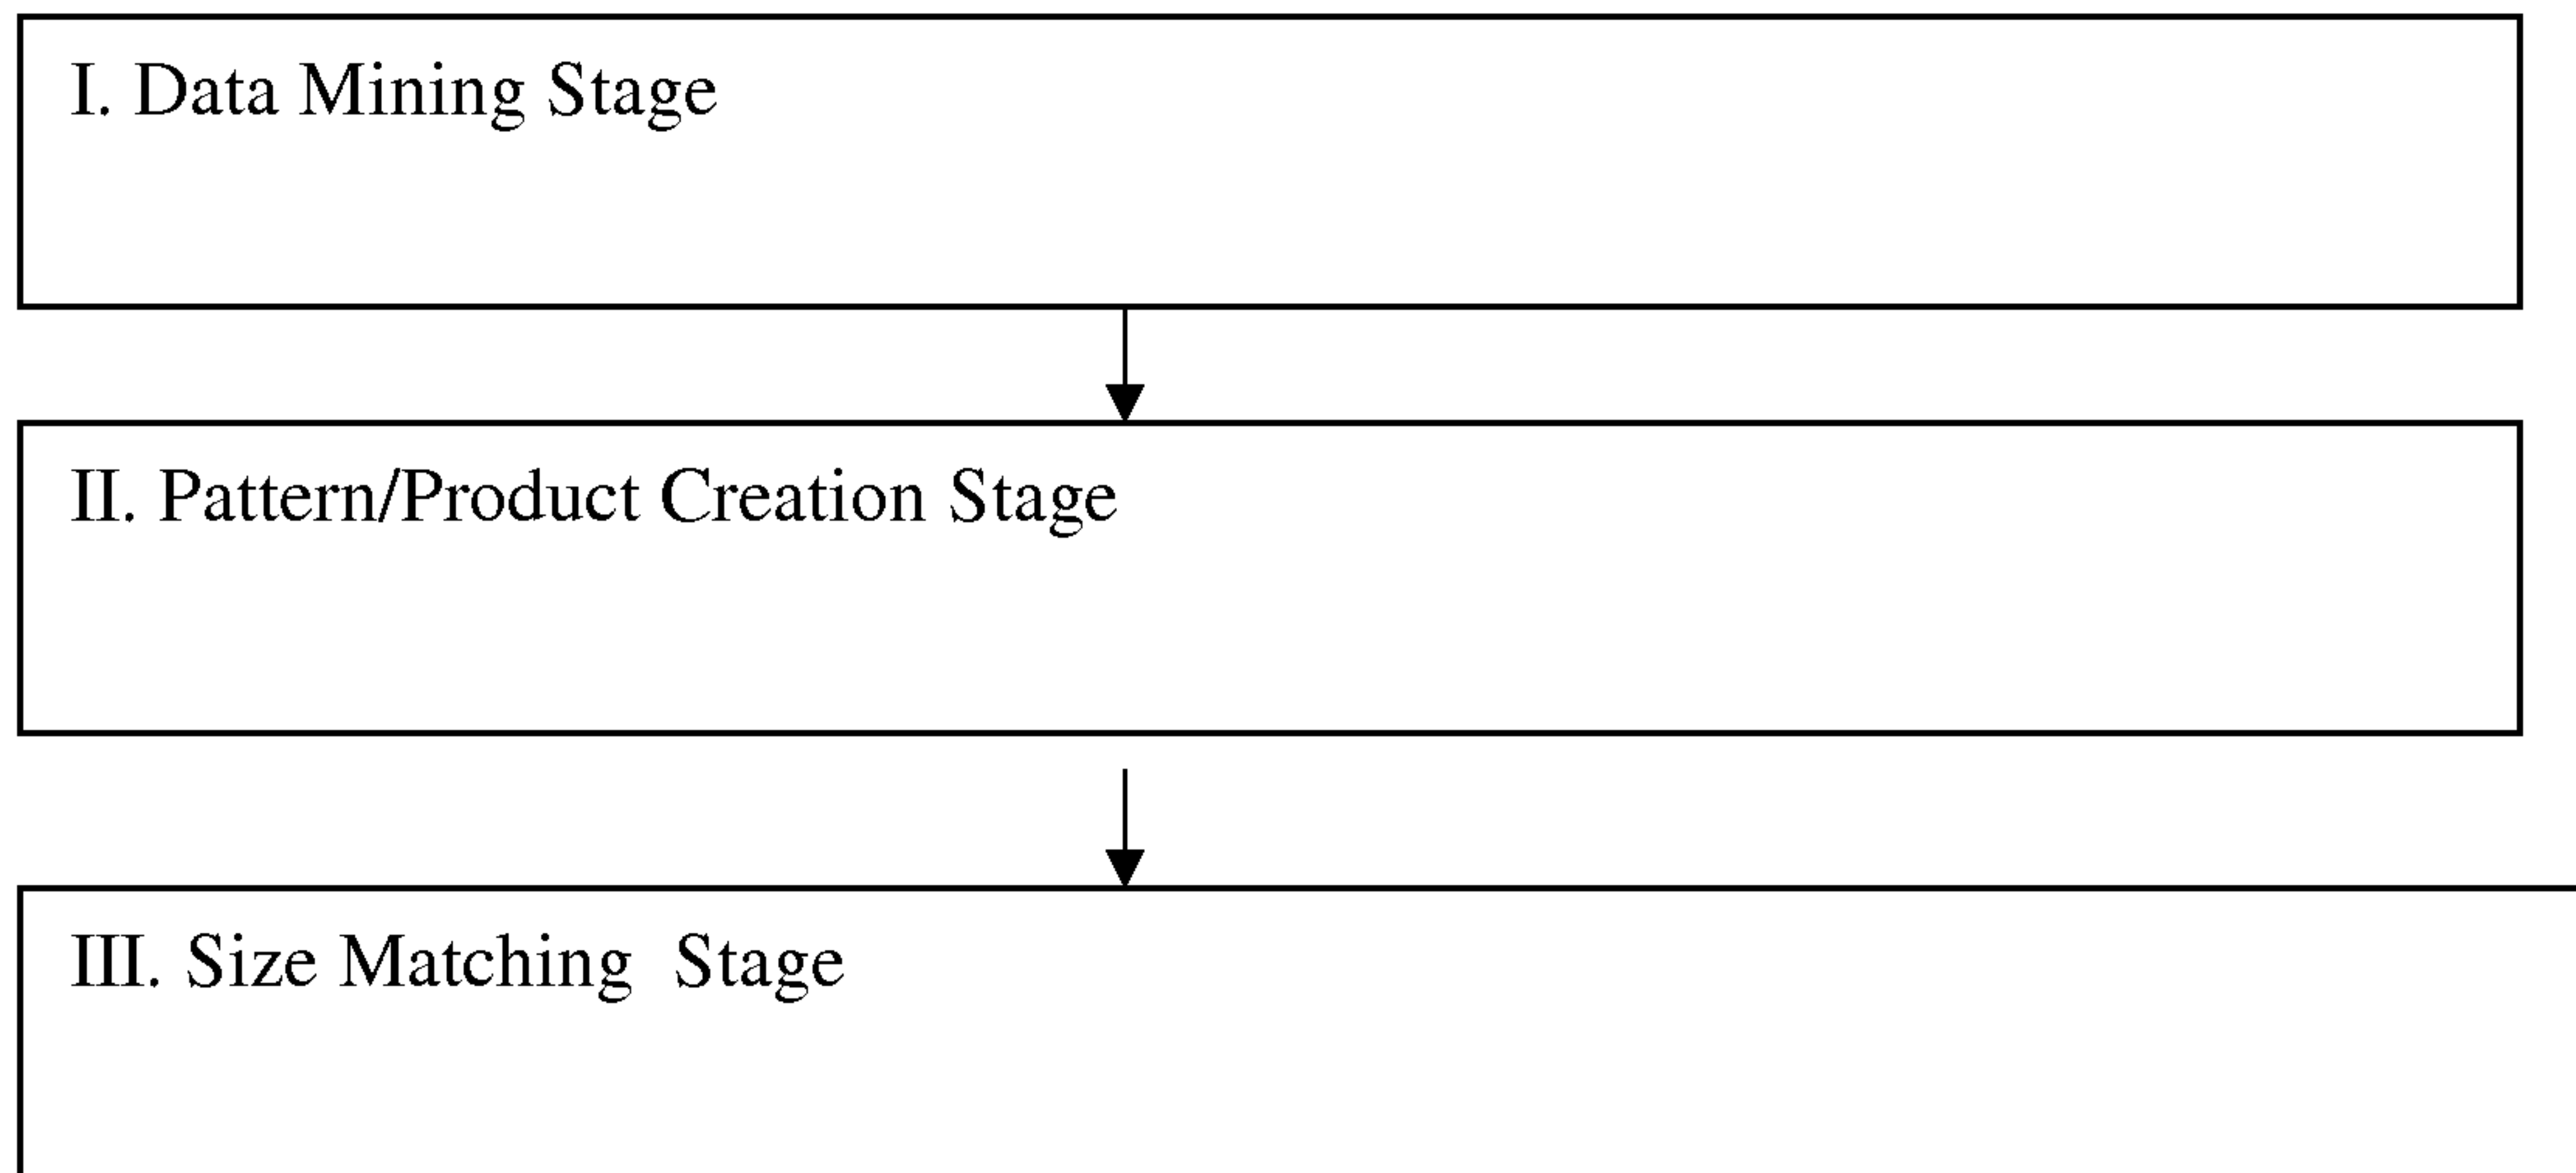 I. Data Mining Stage
II. Pattern/Product Creation Stage
III. Size Matching  Stage